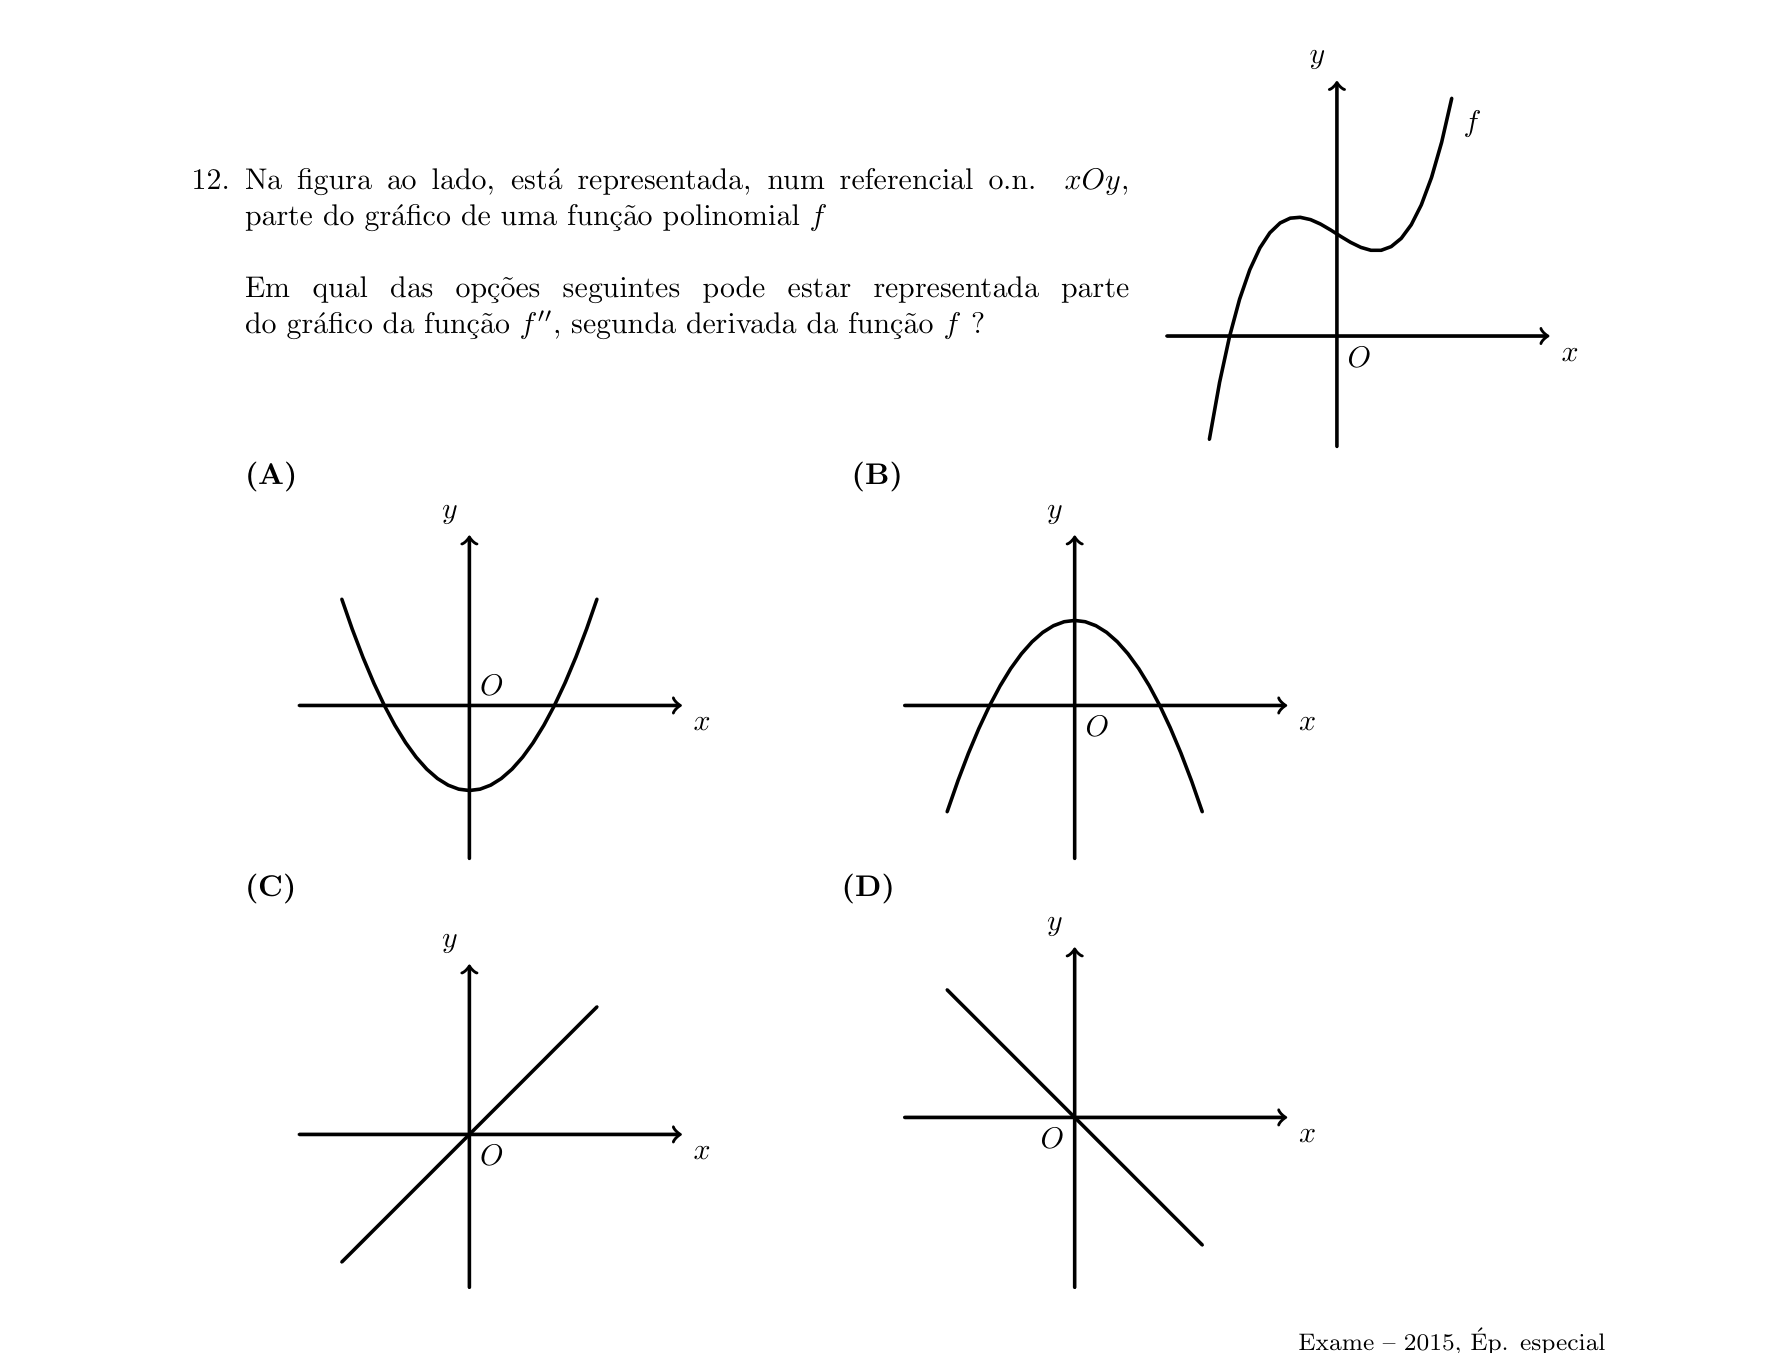 y
f
12. Na figura ao lado, está representada, num referencial o.n. xOy,
parte do gráfico de uma função polinomial f
Em qual das opções seguintes pode estar representada parte
do gráfico da função f′′, segunda derivada da função f ?
O
x
(A)
(B)
y
y
O
x
O
x
(C)
(D)
y
y
O
x
O
x
Exame – 2015, Ép. especial